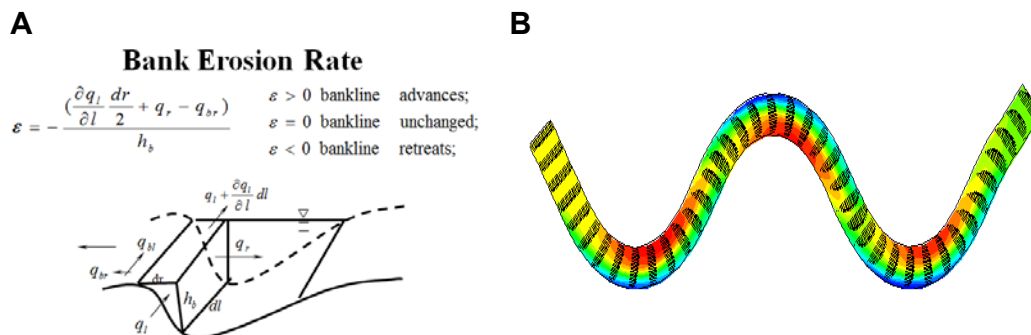 A
B
Bank Erosion Rate
ε = - (∂q_l/∂l dr/2 + q_r - q_br) / h_b
ε > 0 bankline advances;
ε = 0 bankline unchanged;
ε < 0 bankline retreats;
q_l + ∂q_l/∂l dl
q_bl
q_r
q_br
dr
h_b
dl
q_l